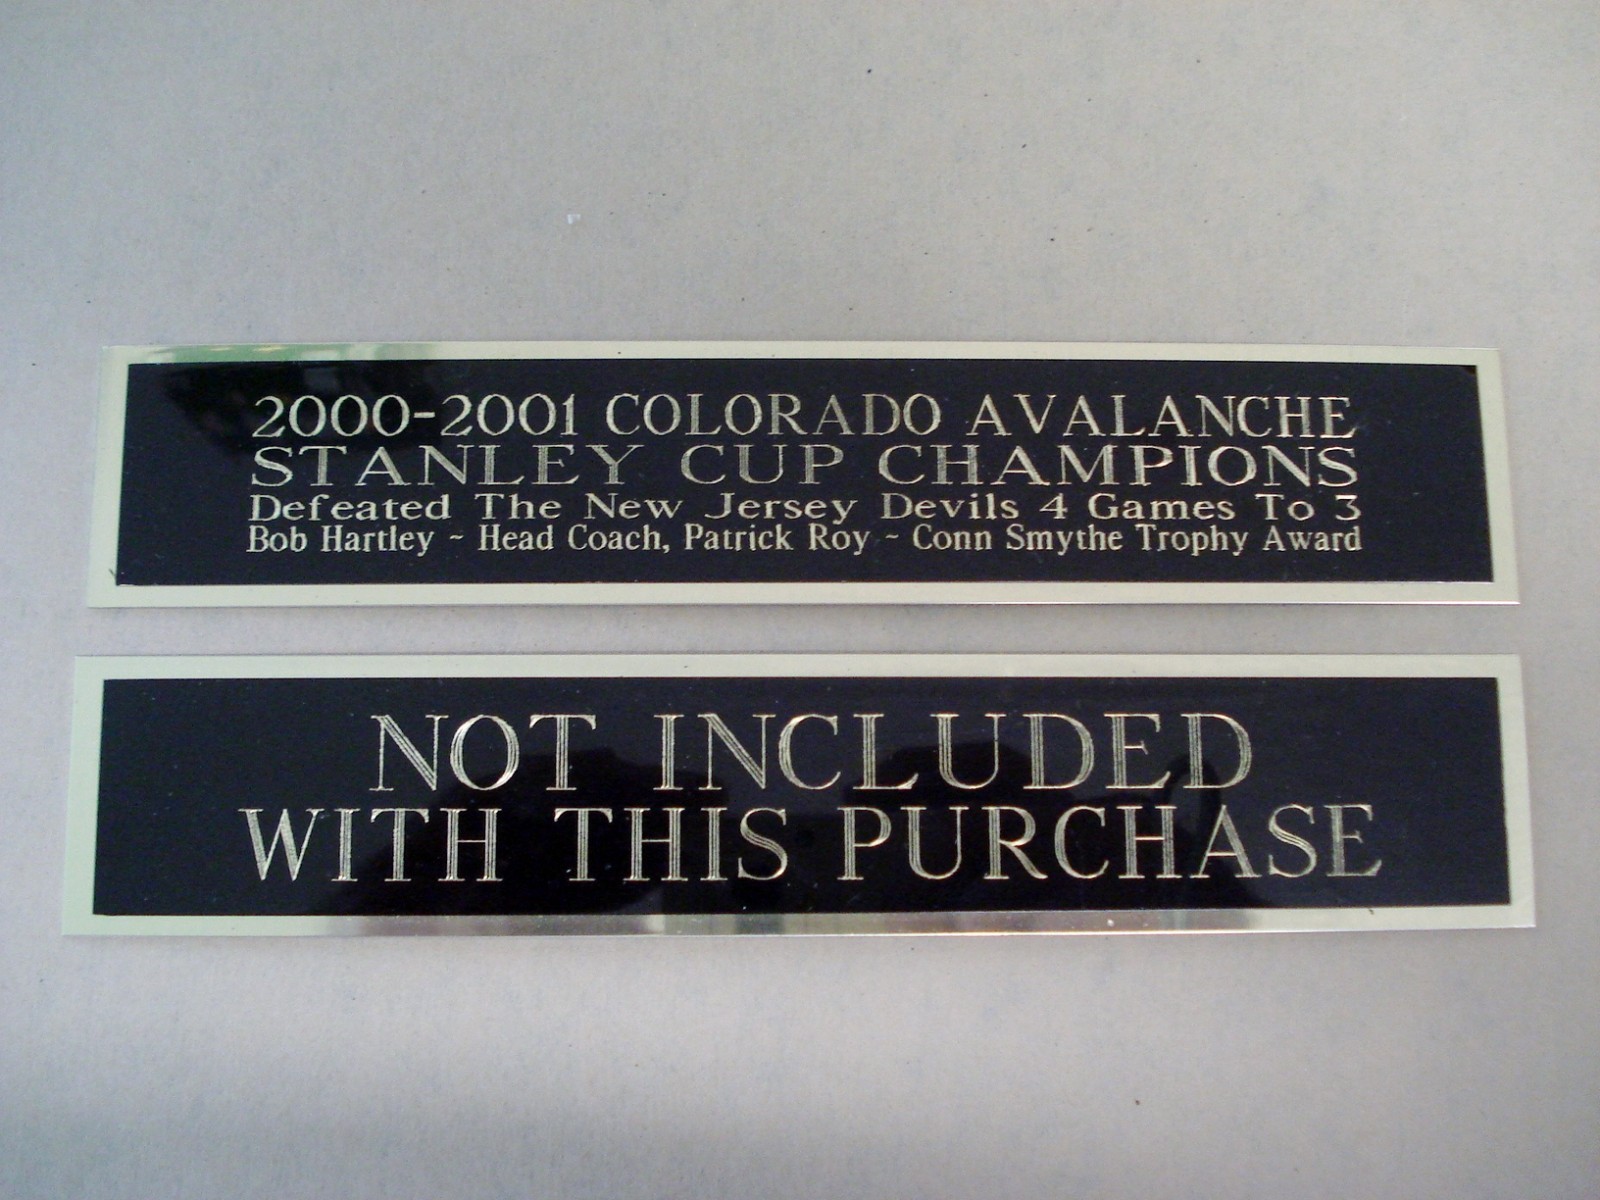 2000-2001 COLORADO AVALANCHE
STANLEY CUP CHAMPIONS
Defeated The New Jersey Devils 4 Games To 3
Bob Hartley ~ Head Coach, Patrick Roy ~ Conn Smythe Trophy Award
NOT INCLUDED
WITH THIS PURCHASE